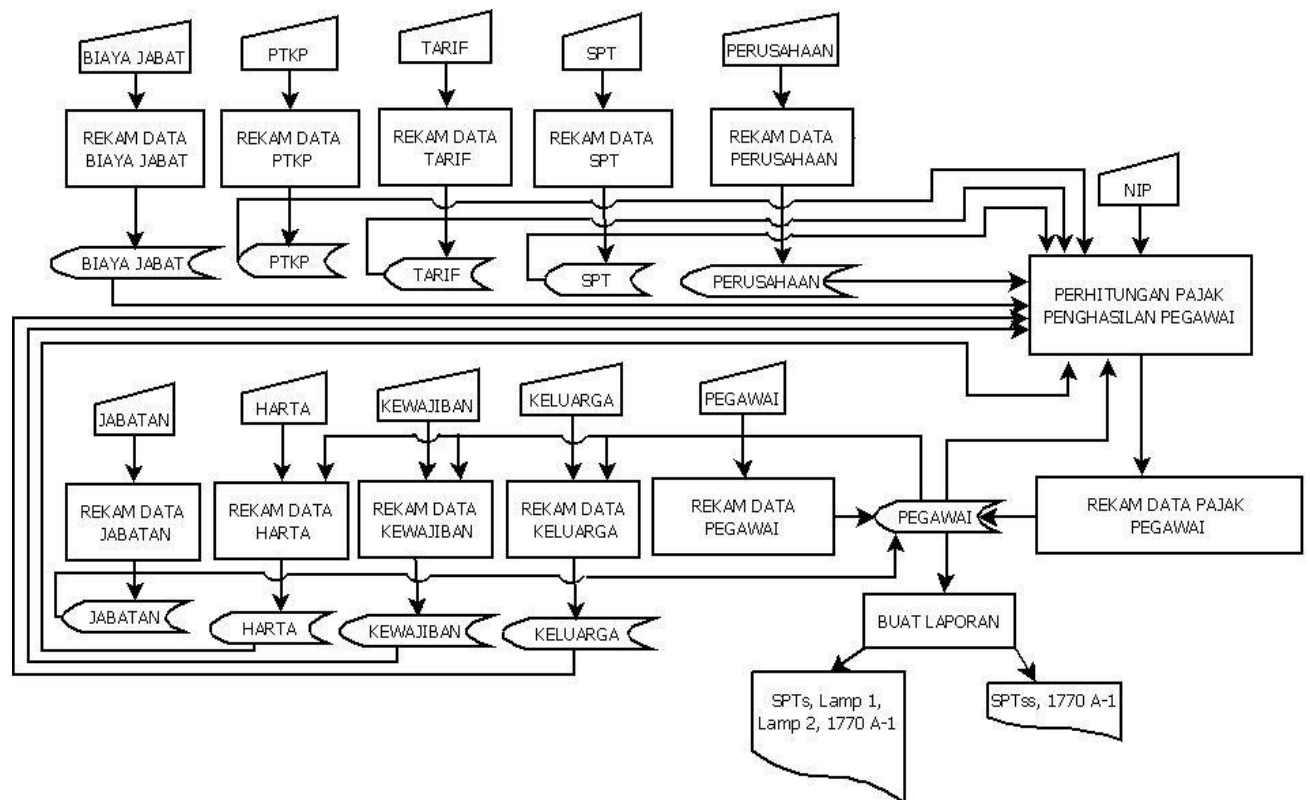 BIAYA JABAT
PTKP
TARIF
SPT
PERUSAHAAN
REKAM DATA
BIAYA JABAT
REKAM DATA
PTKP
REKAM DATA
TARIF
REKAM DATA
SPT
REKAM DATA
PERUSAHAAN
NIP
BIAYA JABAT
PTKP
TARIF
SPT
PERUSAHAAN
PERHITUNGAN PAJAK
PENGHASILAN PEGAWAI
JABATAN
HARTA
KEWAJIBAN
KELUARGA
PEGAWAI
REKAM DATA
JABATAN
REKAM DATA
HARTA
REKAM DATA
KEWAJIBAN
REKAM DATA
KELUARGA
REKAM DATA
PEGAWAI
PEGAWAI
REKAM DATA PAJAK
PEGAWAI
JABATAN
HARTA
KEWAJIBAN
KELUARGA
BUAT LAPORAN
SPTs, Lamp 1,
Lamp 2, 1770 A-1
SPTss, 1770 A-1